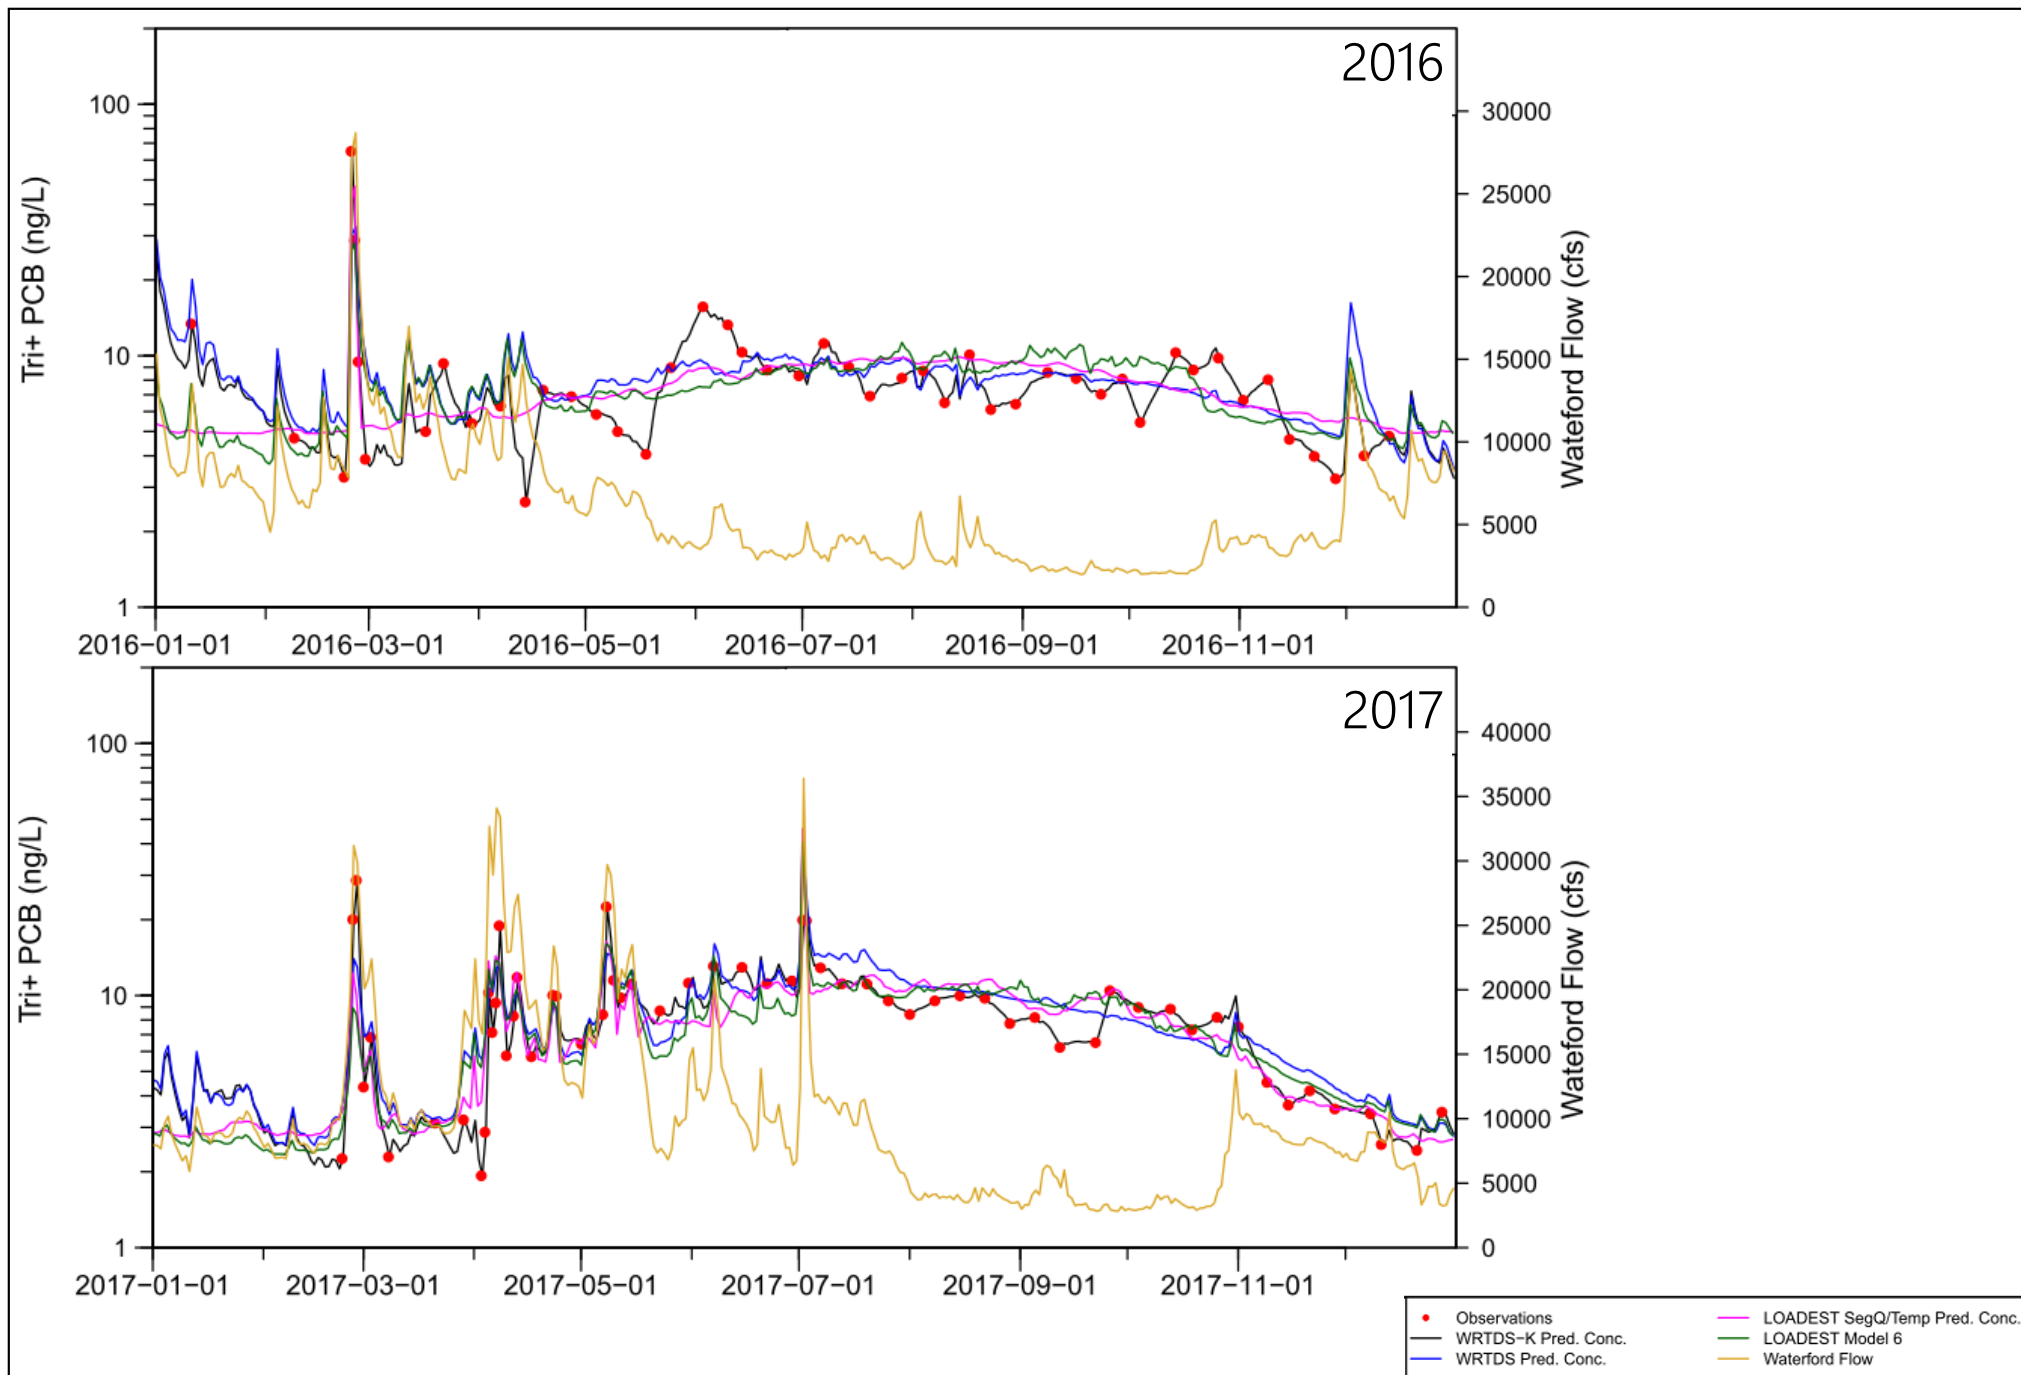 2016
Tri+ PCB (ng/L)
100
10
1
30000
25000
20000
15000
10000
5000
0
Wateford Flow (cfs)
2016−01−01 2016−03−01 2016−05−01 2016−07−01 2016−09−01 2016−11−01
2017
Tri+ PCB (ng/L)
100
10
1
40000
35000
30000
25000
20000
15000
10000
5000
0
Wateford Flow (cfs)
2017−01−01 2017−03−01 2017−05−01 2017−07−01 2017−09−01 2017−11−01
Observations
WRTDS−K Pred. Conc.
WRTDS Pred. Conc.
LOADEST SegQ/Temp Pred. Conc.
LOADEST Model 6
Waterford Flow